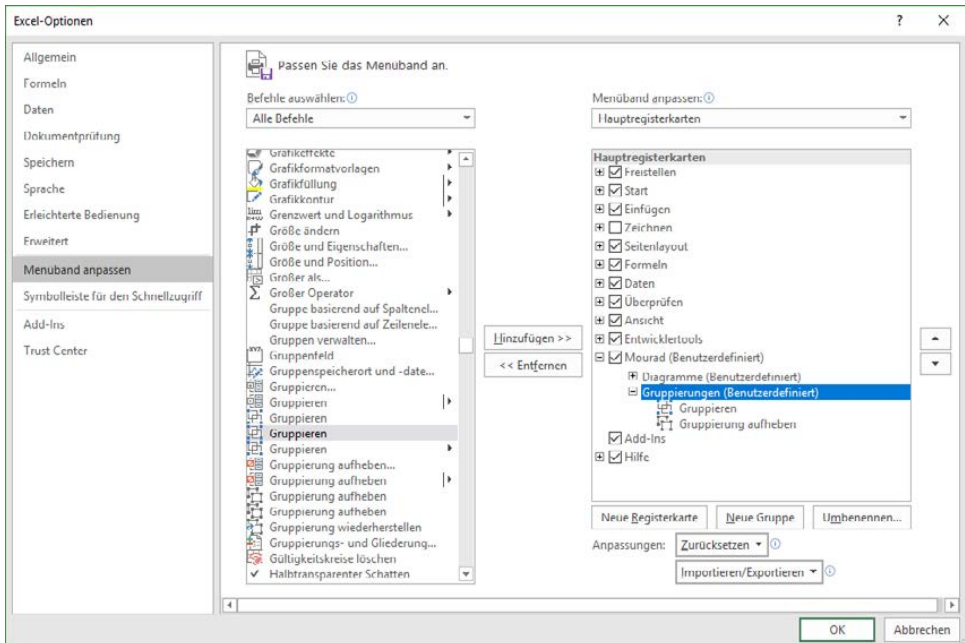 Excel-Optionen
?
Allgemein
Formeln
Daten
Dokumentprüfung
Speichern
Sprache
Erleichterte Bedienung
Erweitert
Menüband anpassen
Symbolleiste für den Schnellzugriff
Add-Ins
Trust Center
Passen Sie das Menüband an.
Befehle auswählen:
Alle Befehle
Grafikeffekte
Grafikformatvorlagen
Grafikfüllung
Grafikkontur
Grenzwert und Logarithmus
Größe ändern
Größe und Eigenschaften...
Größe und Position...
Größer als...
Großer Operator
Gruppe basierend auf Spaltenel...
Gruppe basierend auf Zeilenele...
Gruppen verwalten...
Gruppenfeld
Gruppenspeicherort und -date...
Gruppieren...
Gruppieren
Gruppieren
Gruppieren
Gruppieren
Gruppierung aufheben...
Gruppierung aufheben
Gruppierung aufheben
Gruppierung aufheben
Gruppierung wiederherstellen
Gruppierungs- und Gliederung...
Gültigkeitskreise löschen
Halbtransparenter Schatten
Hinzufügen >>
<< Entfernen
Menüband anpassen:
Hauptregisterkarten
Hauptregisterkarten
Freistellen
Start
Einfügen
Zeichnen
Seitenlayout
Formeln
Daten
Überprüfen
Ansicht
Entwicklertools
Mourad (Benutzerdefiniert)
Diagramme (Benutzerdefiniert)
Gruppierungen (Benutzerdefiniert)
Gruppieren
Gruppierung aufheben
Add-Ins
Hilfe
Neue Registerkarte
Neue Gruppe
Umbenennen...
Anpassungen:
Zurücksetzen
Importieren/Exportieren
OK
Abbrechen